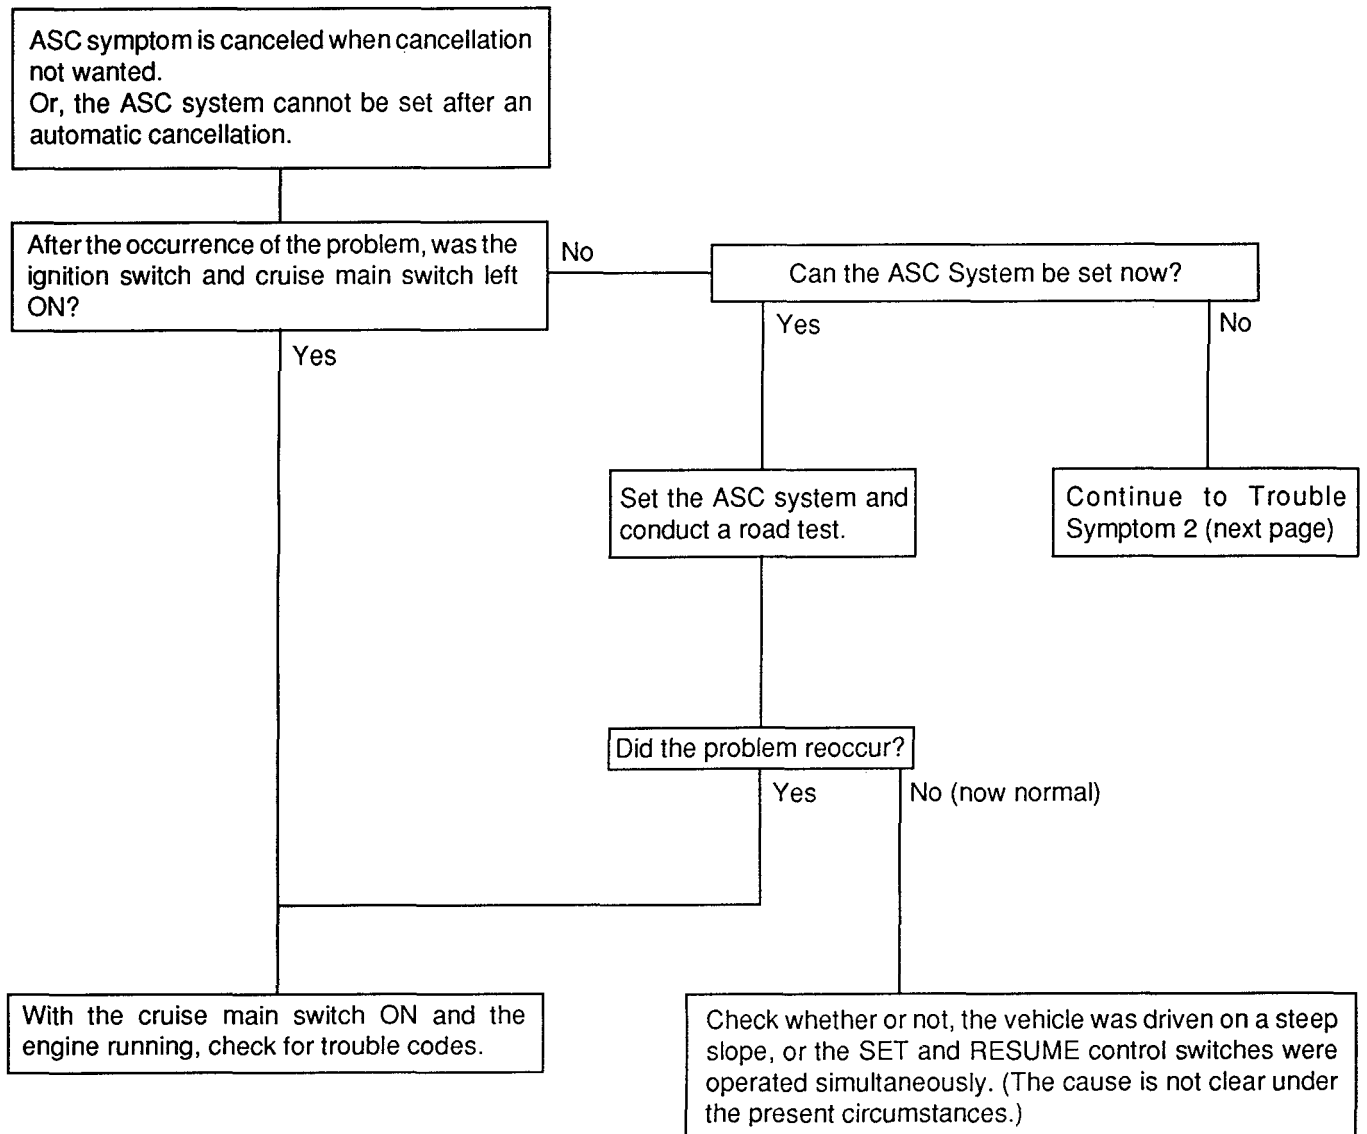 ASC symptom is canceled when cancellation
not wanted.
Or, the ASC system cannot be set after an
automatic cancellation.
After the occurrence of the problem, was the
ignition switch and cruise main switch left
ON?
No
Can the ASC System be set now?
Yes
Yes
No
Set the ASC system and
conduct a road test.
Continue to Trouble
Symptom 2 (next page)
Did the problem reoccur?
Yes
No (now normal)
With the cruise main switch ON and the
engine running, check for trouble codes.
Check whether or not, the vehicle was driven on a steep
slope, or the SET and RESUME control switches were
operated simultaneously. (The cause is not clear under
the present circumstances.)